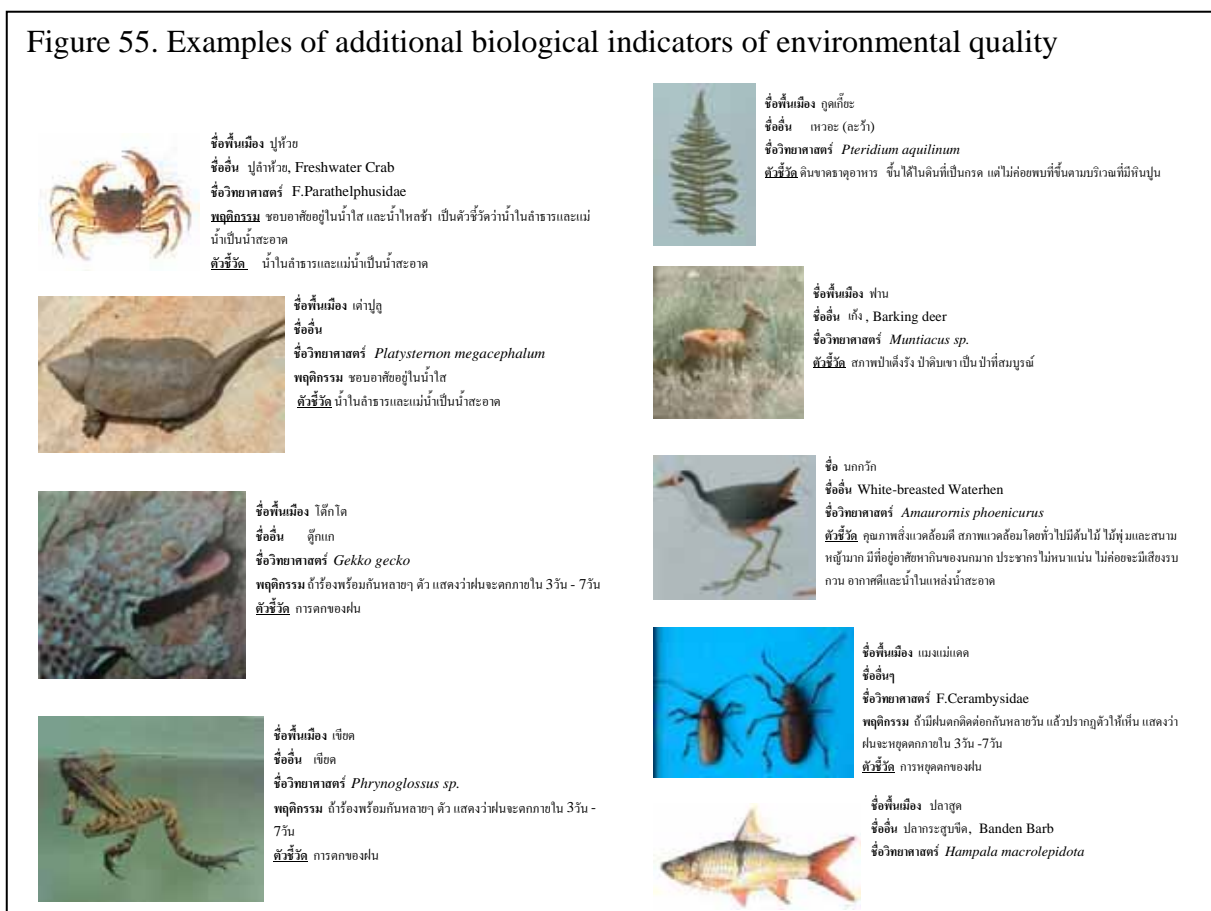 Figure 55. Examples of additional biological indicators of environmental quality
ชื่อพื้นเมือง ปูห้วย
ชื่ออื่น ปูลำห้วย, Freshwater Crab
ชื่อวิทยาศาสตร์ F.Parathelphusidae
พฤติกรรม ชอบอาศัยอยู่ในน้ำใส และน้ำไหลช้า เป็นตัวชี้วัดว่าน้ำในลำธารและแม่
น้ำเป็นน้ำสะอาด
ตัวชี้วัด น้ำในลำธารและแม่น้ำเป็นน้ำสะอาด
ชื่อพื้นเมือง เต่าปูลู
ชื่ออื่น
ชื่อวิทยาศาสตร์ Platysternon megacephalum
พฤติกรรม ชอบอาศัยอยู่ในน้ำใส
ตัวชี้วัด น้ำในลำธารและแม่น้ำเป็นน้ำสะอาด
ชื่อพื้นเมือง โต๊กโต
ชื่ออื่น ตุ๊กแก
ชื่อวิทยาศาสตร์ Gekko gecko
พฤติกรรม ถ้าร้องพร้อมกันหลายๆ ตัว แสดงว่าฝนจะตกภายใน 3วัน - 7วัน
ตัวชี้วัด การตกของฝน
ชื่อพื้นเมือง เขียด
ชื่ออื่น เขียด
ชื่อวิทยาศาสตร์ Phrynoglossus sp.
พฤติกรรม ถ้าร้องพร้อมกันหลายๆ ตัว แสดงว่าฝนจะตกภายใน 3วัน -
7วัน
ตัวชี้วัด การตกของฝน
ชื่อพื้นเมือง กูดเกี๊ยะ
ชื่ออื่น เหวอะ (ละว้า)
ชื่อวิทยาศาสตร์ Pteridium aquilinum
ตัวชี้วัด ดินขาดธาตุอาหาร ขึ้นได้ในดินที่เป็นกรด แต่ไม่ค่อยพบที่ขึ้นตามบริเวณที่มีหินปูน
ชื่อพื้นเมือง ฟาน
ชื่ออื่น เก้ง , Barking deer
ชื่อวิทยาศาสตร์ Muntiacus sp.
ตัวชี้วัด สภาพป่าเต็งรัง ป่าดิบเขา เป็นป่าที่สมบูรณ์
ชื่อ นกกวัก
ชื่ออื่น White-breasted Waterhen
ชื่อวิทยาศาสตร์ Amaurornis phoenicurus
ตัวชี้วัด คุณภาพสิ่งแวดล้อมดี สภาพแวดล้อมโดยทั่วไปมีต้นไม้ ไม้พุ่มและสนาม
หญ้ามาก มีที่อยู่อาศัยหากินของนกมาก ประชากรไม่หนาแน่น ไม่ค่อยจะมีเสียงรบ
กวน อากาศดีและน้ำในแหล่งน้ำสะอาด
ชื่อพื้นเมือง แมงแม่แดด
ชื่ออื่นๆ
ชื่อวิทยาศาสตร์ F.Cerambysidae
พฤติกรรม ถ้ามีฝนตกติดต่อกันหลายวัน แล้วปรากฏตัวให้เห็น แสดงว่า
ฝนจะหยุดตกภายใน 3วัน -7วัน
ตัวชี้วัด การหยุดตกของฝน
ชื่อพื้นเมือง ปลาสูด
ชื่ออื่น ปลากระสูบขีด, Banden Barb
ชื่อวิทยาศาสตร์ Hampala macrolepidota